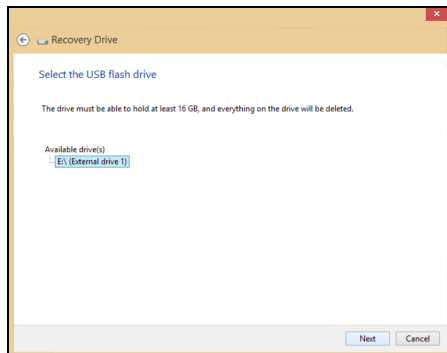 Recovery Drive
Select the USB flash drive
The drive must be able to hold at least 16 GB, and everything on the drive will be deleted.
Available drive(s)
E:\ (External drive 1)
Next Cancel